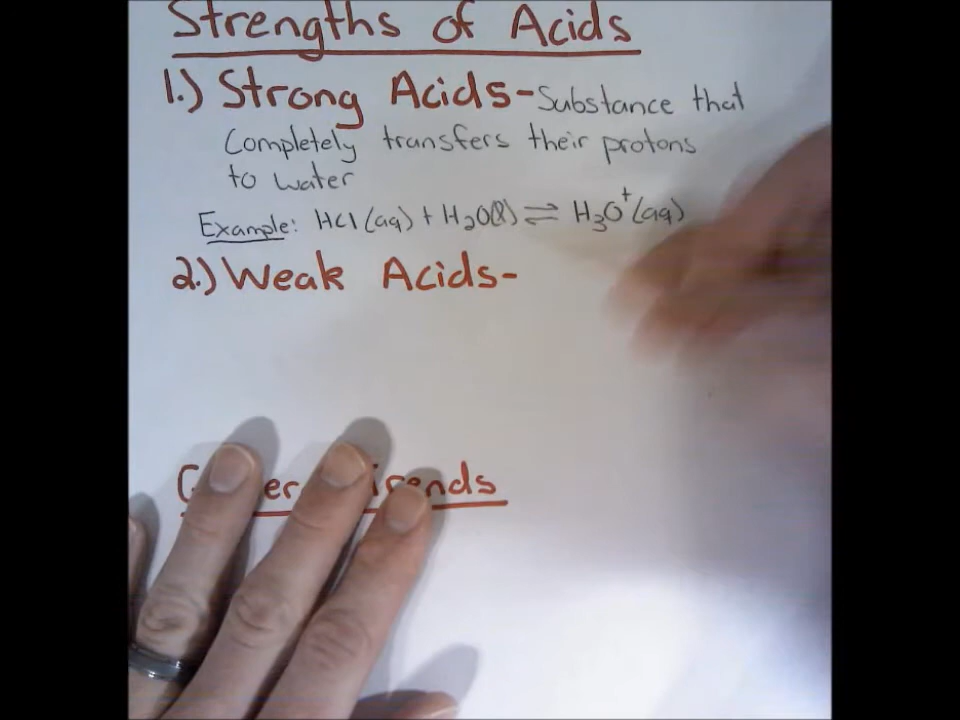 Strengths of Acids
1.) Strong Acids- Substance that
completely transfers their protons
to water
Example: HCl (aq) + H₂O(l) ⇌ H₃O⁺(aq)
2.) Weak Acids-
Trends